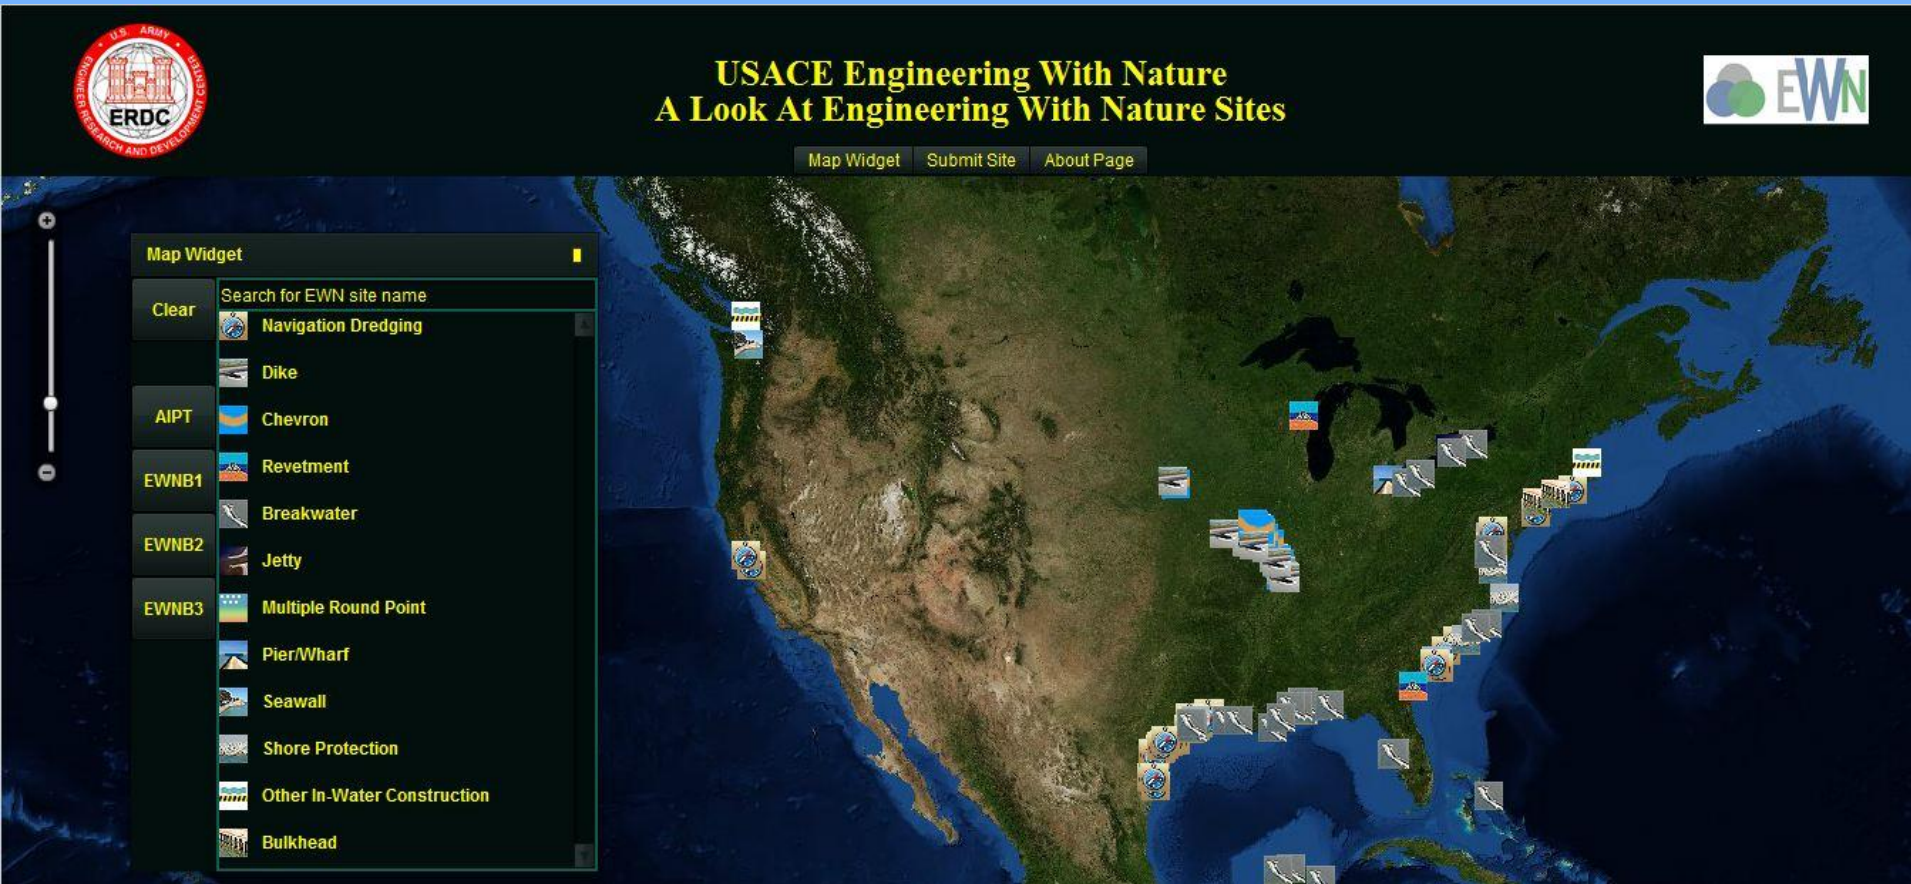 U.S. ARMY
ENGINEER RESEARCH AND DEVELOPMENT CENTER
ERDC
USACE Engineering With Nature
A Look At Engineering With Nature Sites
EWN
Map Widget
Submit Site
About Page
Map Widget
Clear
Search for EWN site name
Navigation Dredging
Dike
AIPT
Chevron
Revetment
EWNB1
Breakwater
EWNB2
Jetty
EWNB3
Multiple Round Point
Pier/Wharf
Seawall
Shore Protection
Other In-Water Construction
Bulkhead